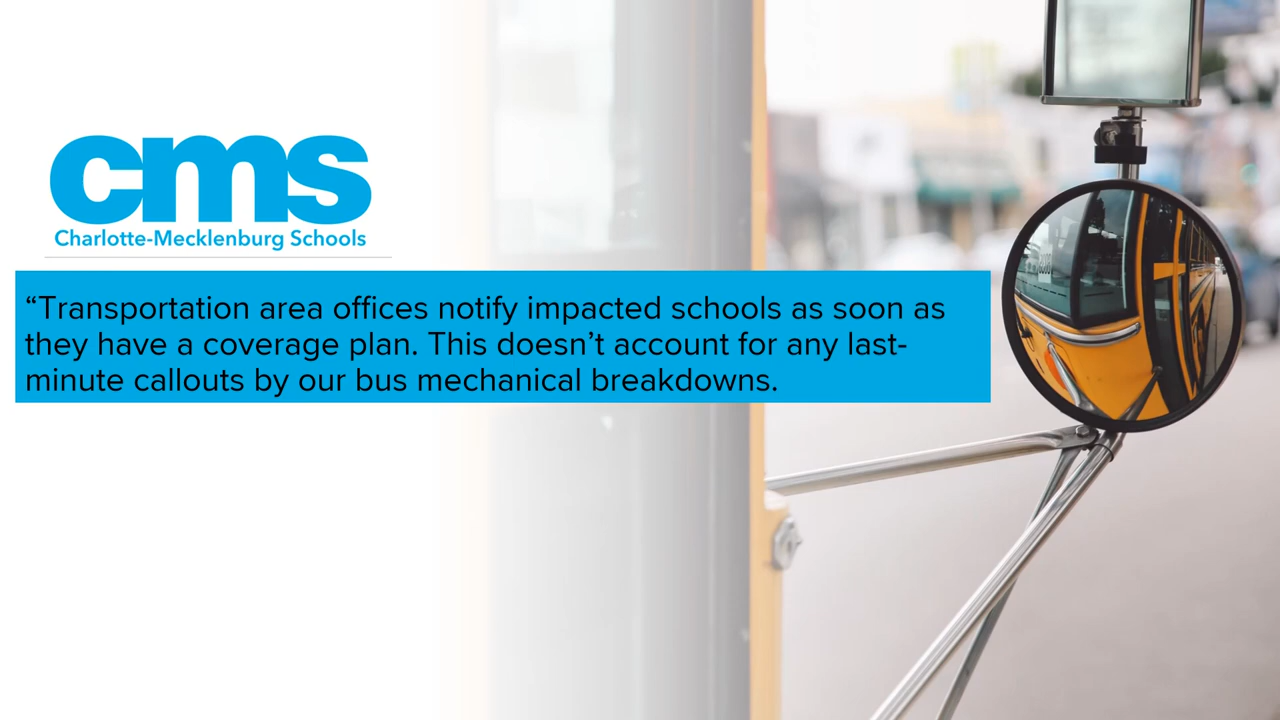 cms
Charlotte-Mecklenburg Schools
“Transportation area offices notify impacted schools as soon as
they have a coverage plan. This doesn’t account for any last-
minute callouts by our bus mechanical breakdowns.